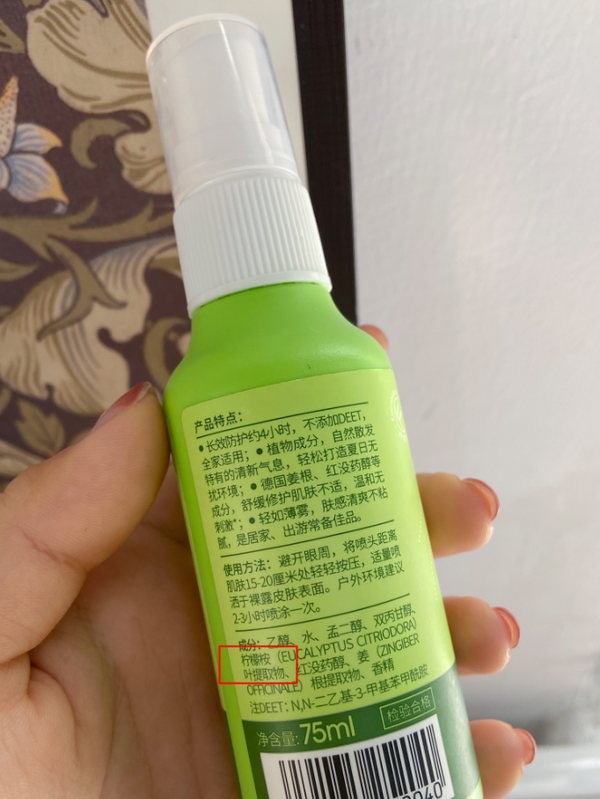 产品特点：
●长效防护约4小时，不添加DEET，
全家适用；●植物成分，自然散发
特有的清新气息，轻松打造夏日无
扰环境；●德国姜根、红没药醇等
成分，舒缓修护肌肤不适，温和无
刺激*；●轻如薄雾，肤感清爽不粘
腻，是居家、出游常备佳品。
使用方法：避开眼周，将喷头距离
肌肤15-20厘米处轻轻按压，适量喷
洒于裸露皮肤表面。户外环境建议
2-3小时喷涂一次。
成分：乙醇、水、孟二醇、双丙甘醇、
柠檬桉（EUCALYPTUS CITRIODORA）
叶提取物、红没药醇、姜（ZINGIBER
OFFICINALE）根提取物、香精
注DEET：N,N-二乙基-3-甲基苯甲酰胺
净含量：75ml 检验合格